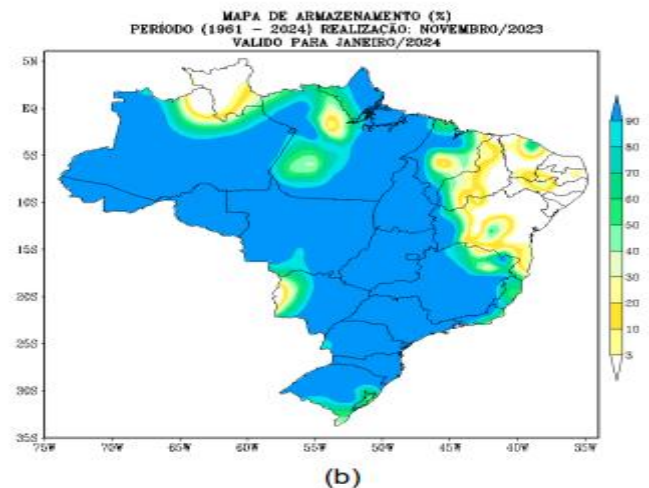 MAPA DE ARMAZENAMENTO (%)
PERÍODO (1961 – 2024) REALIZAÇÃO: NOVEMBRO/2023
VALIDO PARA JANEIRO/2024
5N
EQ
5S
10S
15S
20S
25S
30S
35S
75W 70W 65W 60W 55W 50W 45W 40W 35W
90
80
70
60
50
40
30
20
10
3
(b)